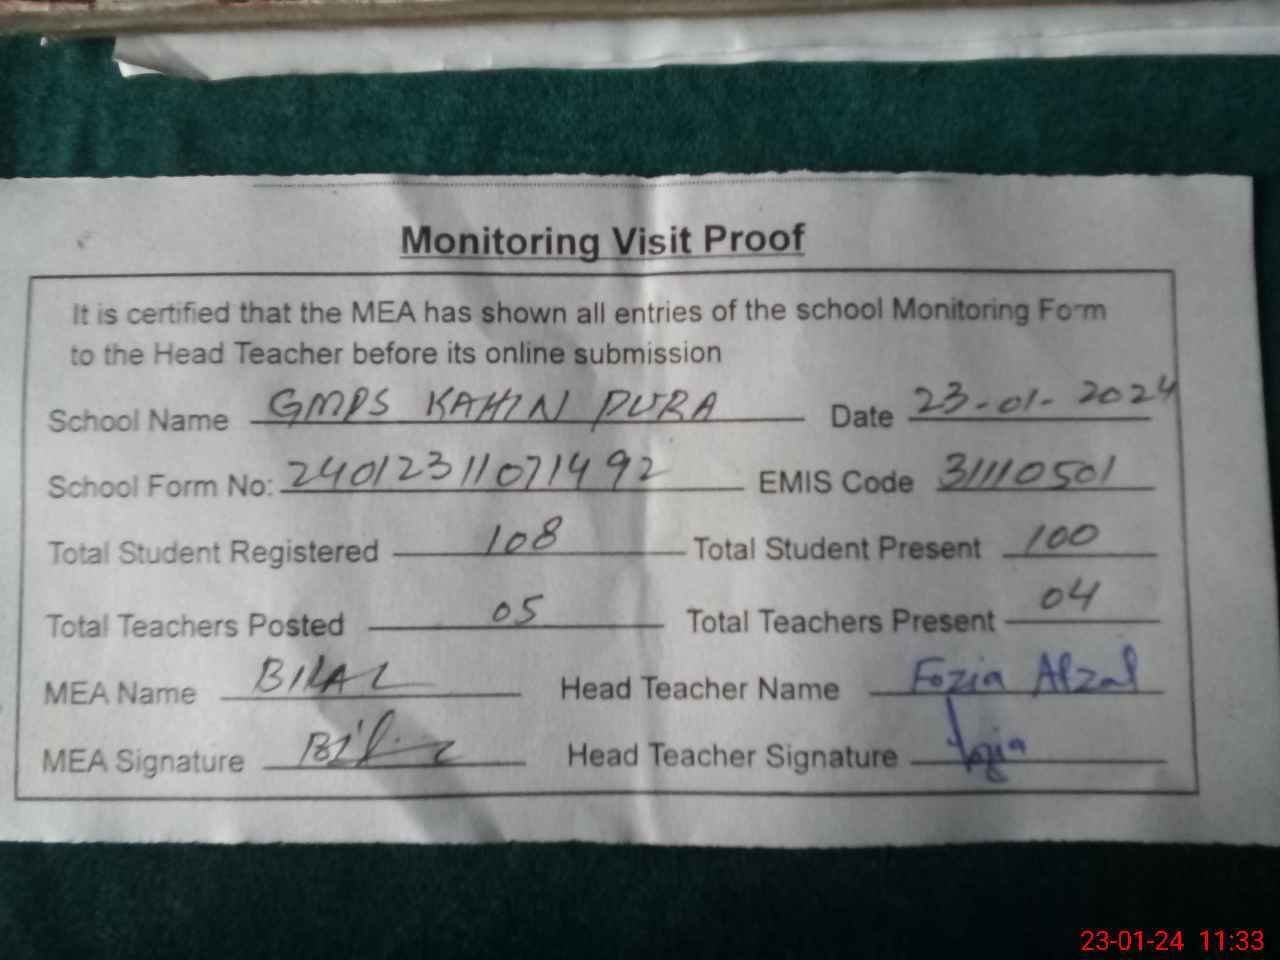 Monitoring Visit Proof
It is certified that the MEA has shown all entries of the school Monitoring Form
to the Head Teacher before its online submission
School Name GMPS KAHIN PURA Date 23-01-2024
School Form No: 240123110714 92 EMIS Code 31110501
Total Student Registered 108 Total Student Present 100
Total Teachers Posted 05 Total Teachers Present 04
MEA Name BILAL Head Teacher Name Fozia Afzal
MEA Signature Head Teacher Signature Fozia
23-01-24 11:33